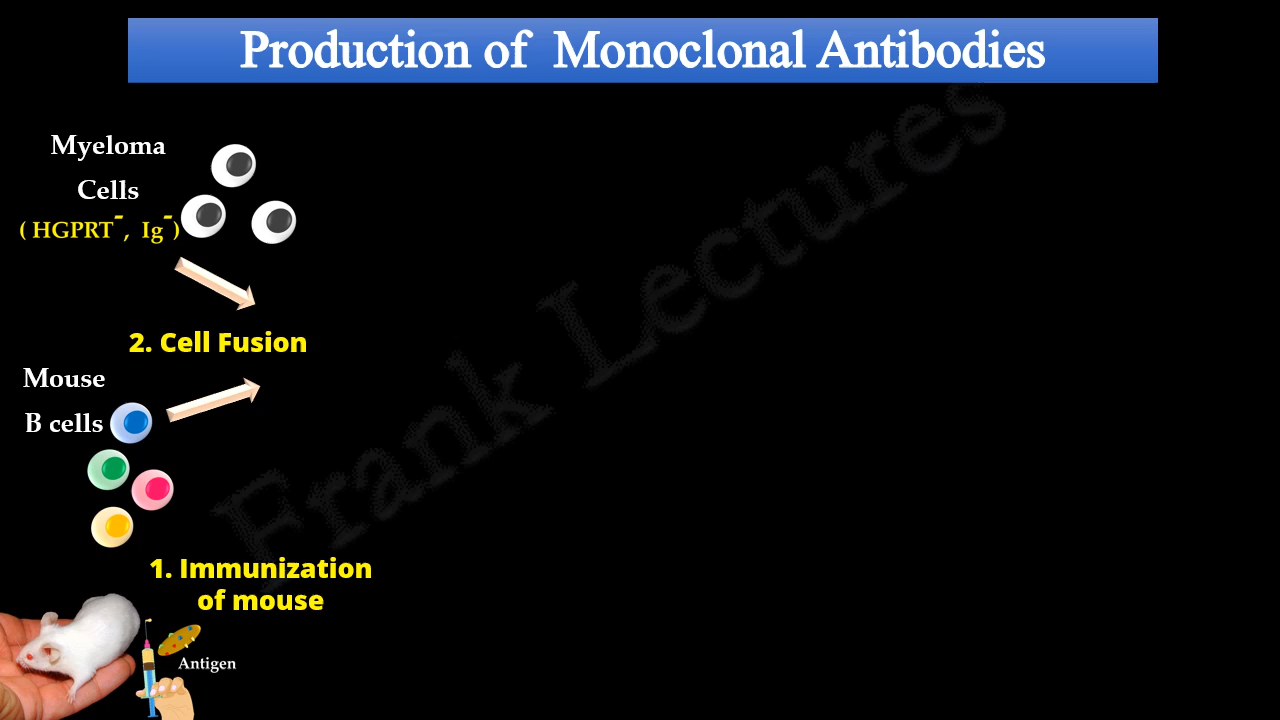 Production of Monoclonal Antibodies
Myeloma
Cells
( HGPRT⁻, Ig⁻)
2. Cell Fusion
Mouse
B cells
1. Immunization
of mouse
Antigen
Frank Lectures